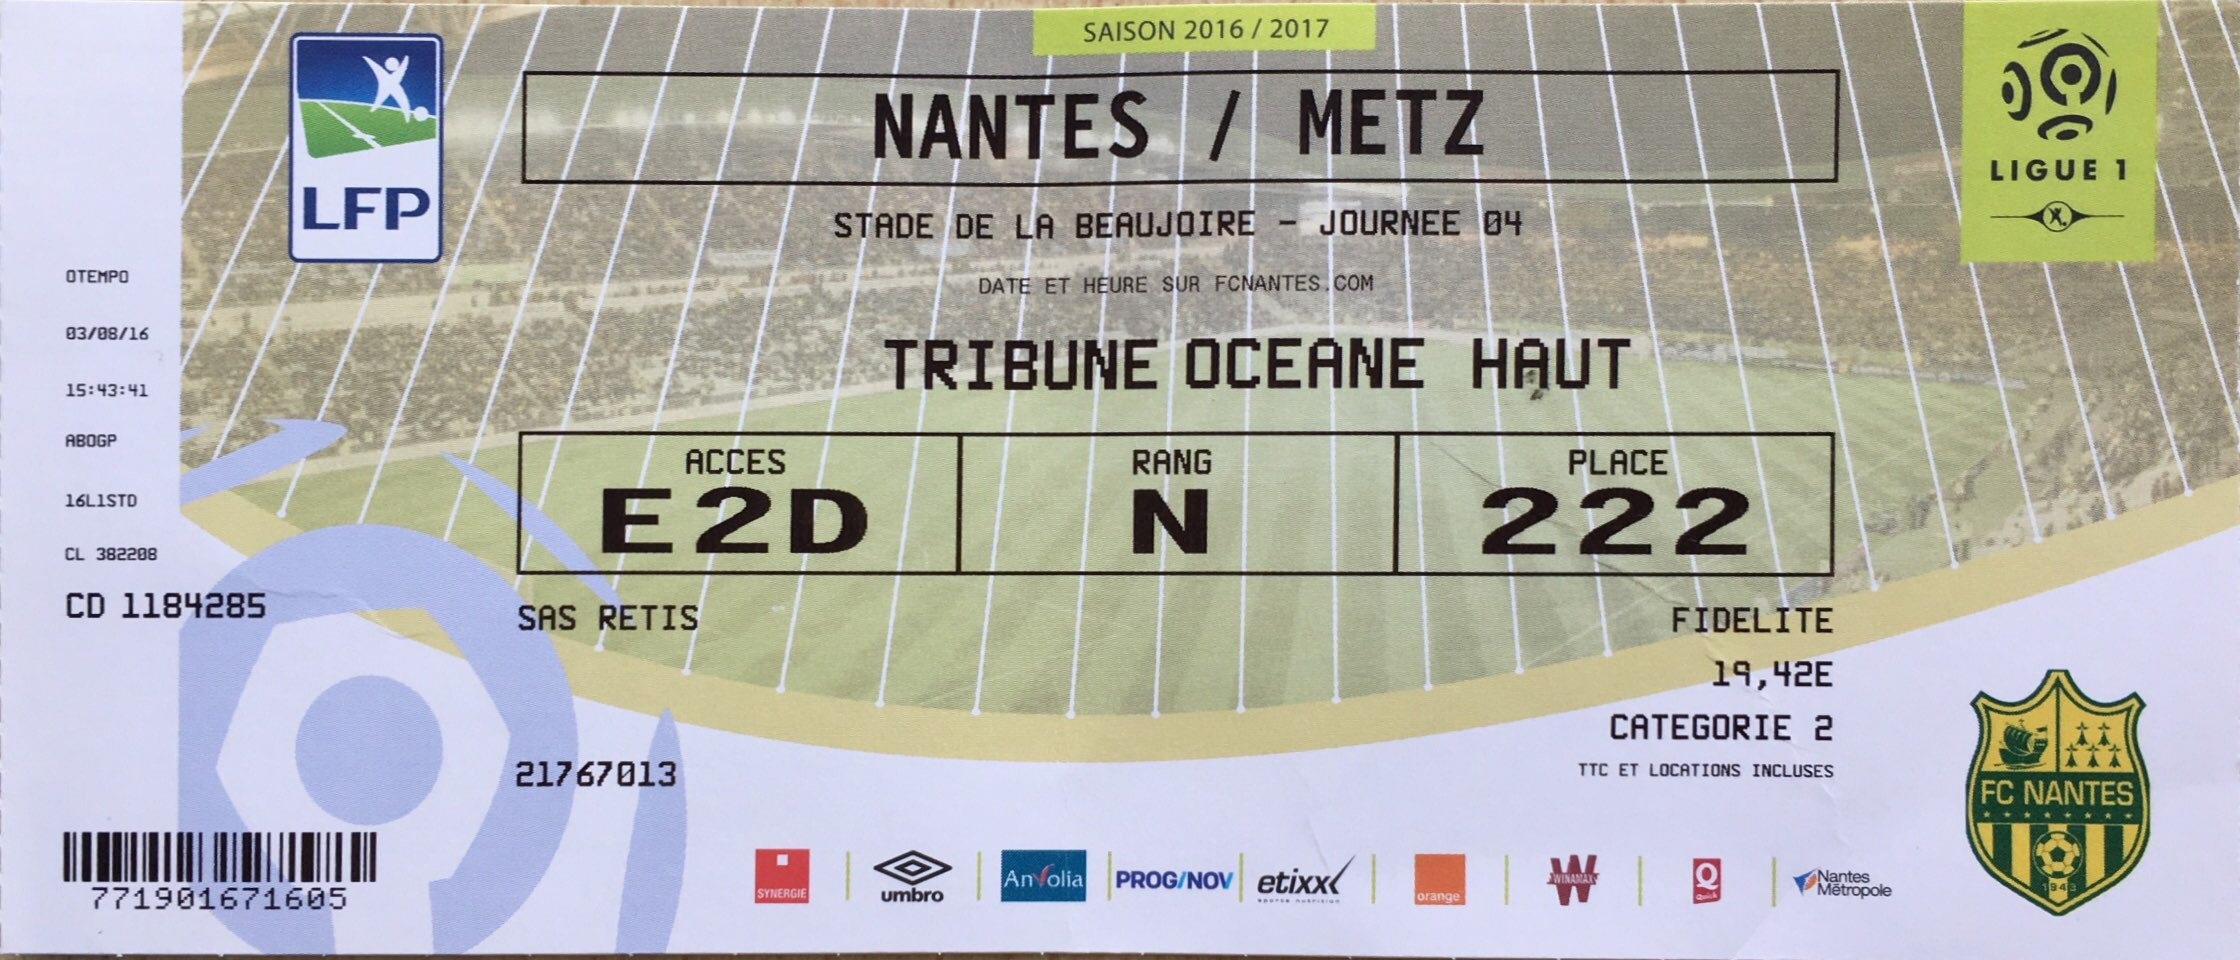 SAISON 2016 / 2017
LFP
NANTES / METZ
LIGUE 1
STADE DE LA BEAUJOIRE - JOURNEE 04
DATE ET HEURE SUR FCNANTES.COM
TRIBUNE OCEANE HAUT
OTEMPO
03/08/16
15:43:41
ABOGP
16L1STD
CL 382208
CD 1184285
ACCES
E2D
RANG
N
PLACE
222
SAS RETIS
FIDELITE
19,42E
CATEGORIE 2
TTC ET LOCATIONS INCLUSES
21767013
771901671605
SYNERGIE
umbro
Anvolia
PROG/NOV
etixx
sports nutrition
orange
WINAMAX
W
Q
Quick
Nantes
Métropole
FC NANTES
1943